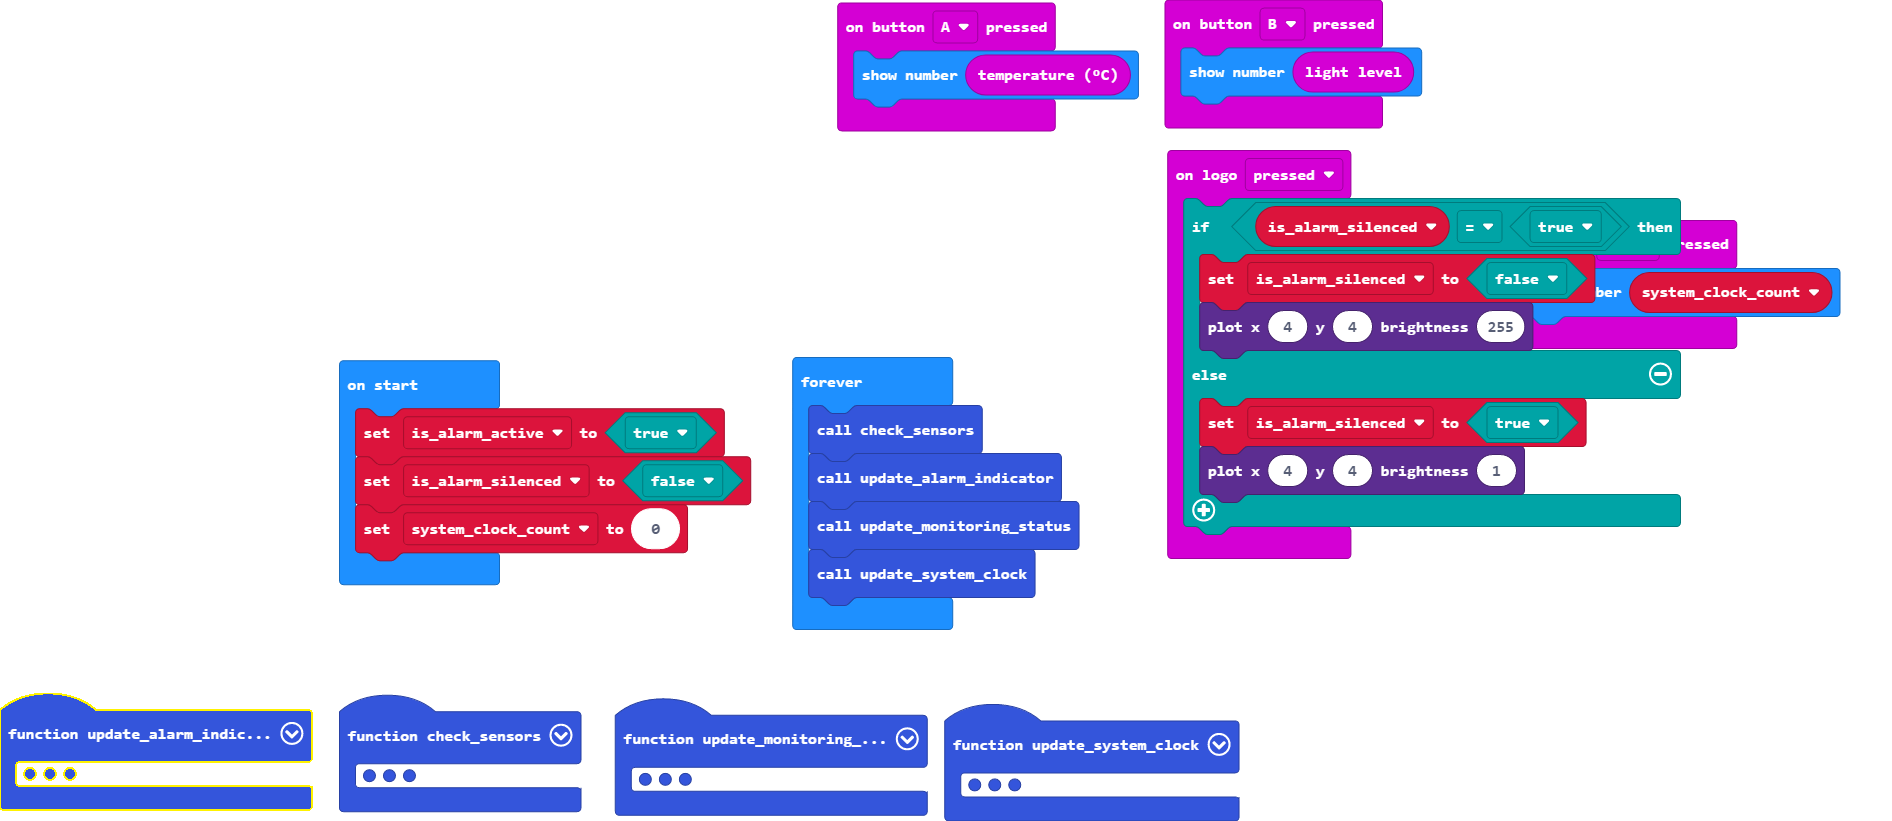 on button A pressed
show number temperature (ºC)
on button B pressed
show number light level
on logo pressed
if is_alarm_silenced = true then
set is_alarm_silenced to false
plot x 4 y 4 brightness 255
else
set is_alarm_silenced to true
plot x 4 y 4 brightness 1
ressed
ber system_clock_count
on start
set is_alarm_active to true
set is_alarm_silenced to false
set system_clock_count to 0
forever
call check_sensors
call update_alarm_indicator
call update_monitoring_status
call update_system_clock
function update_alarm_indic...
function check_sensors
function update_monitoring_...
function update_system_clock